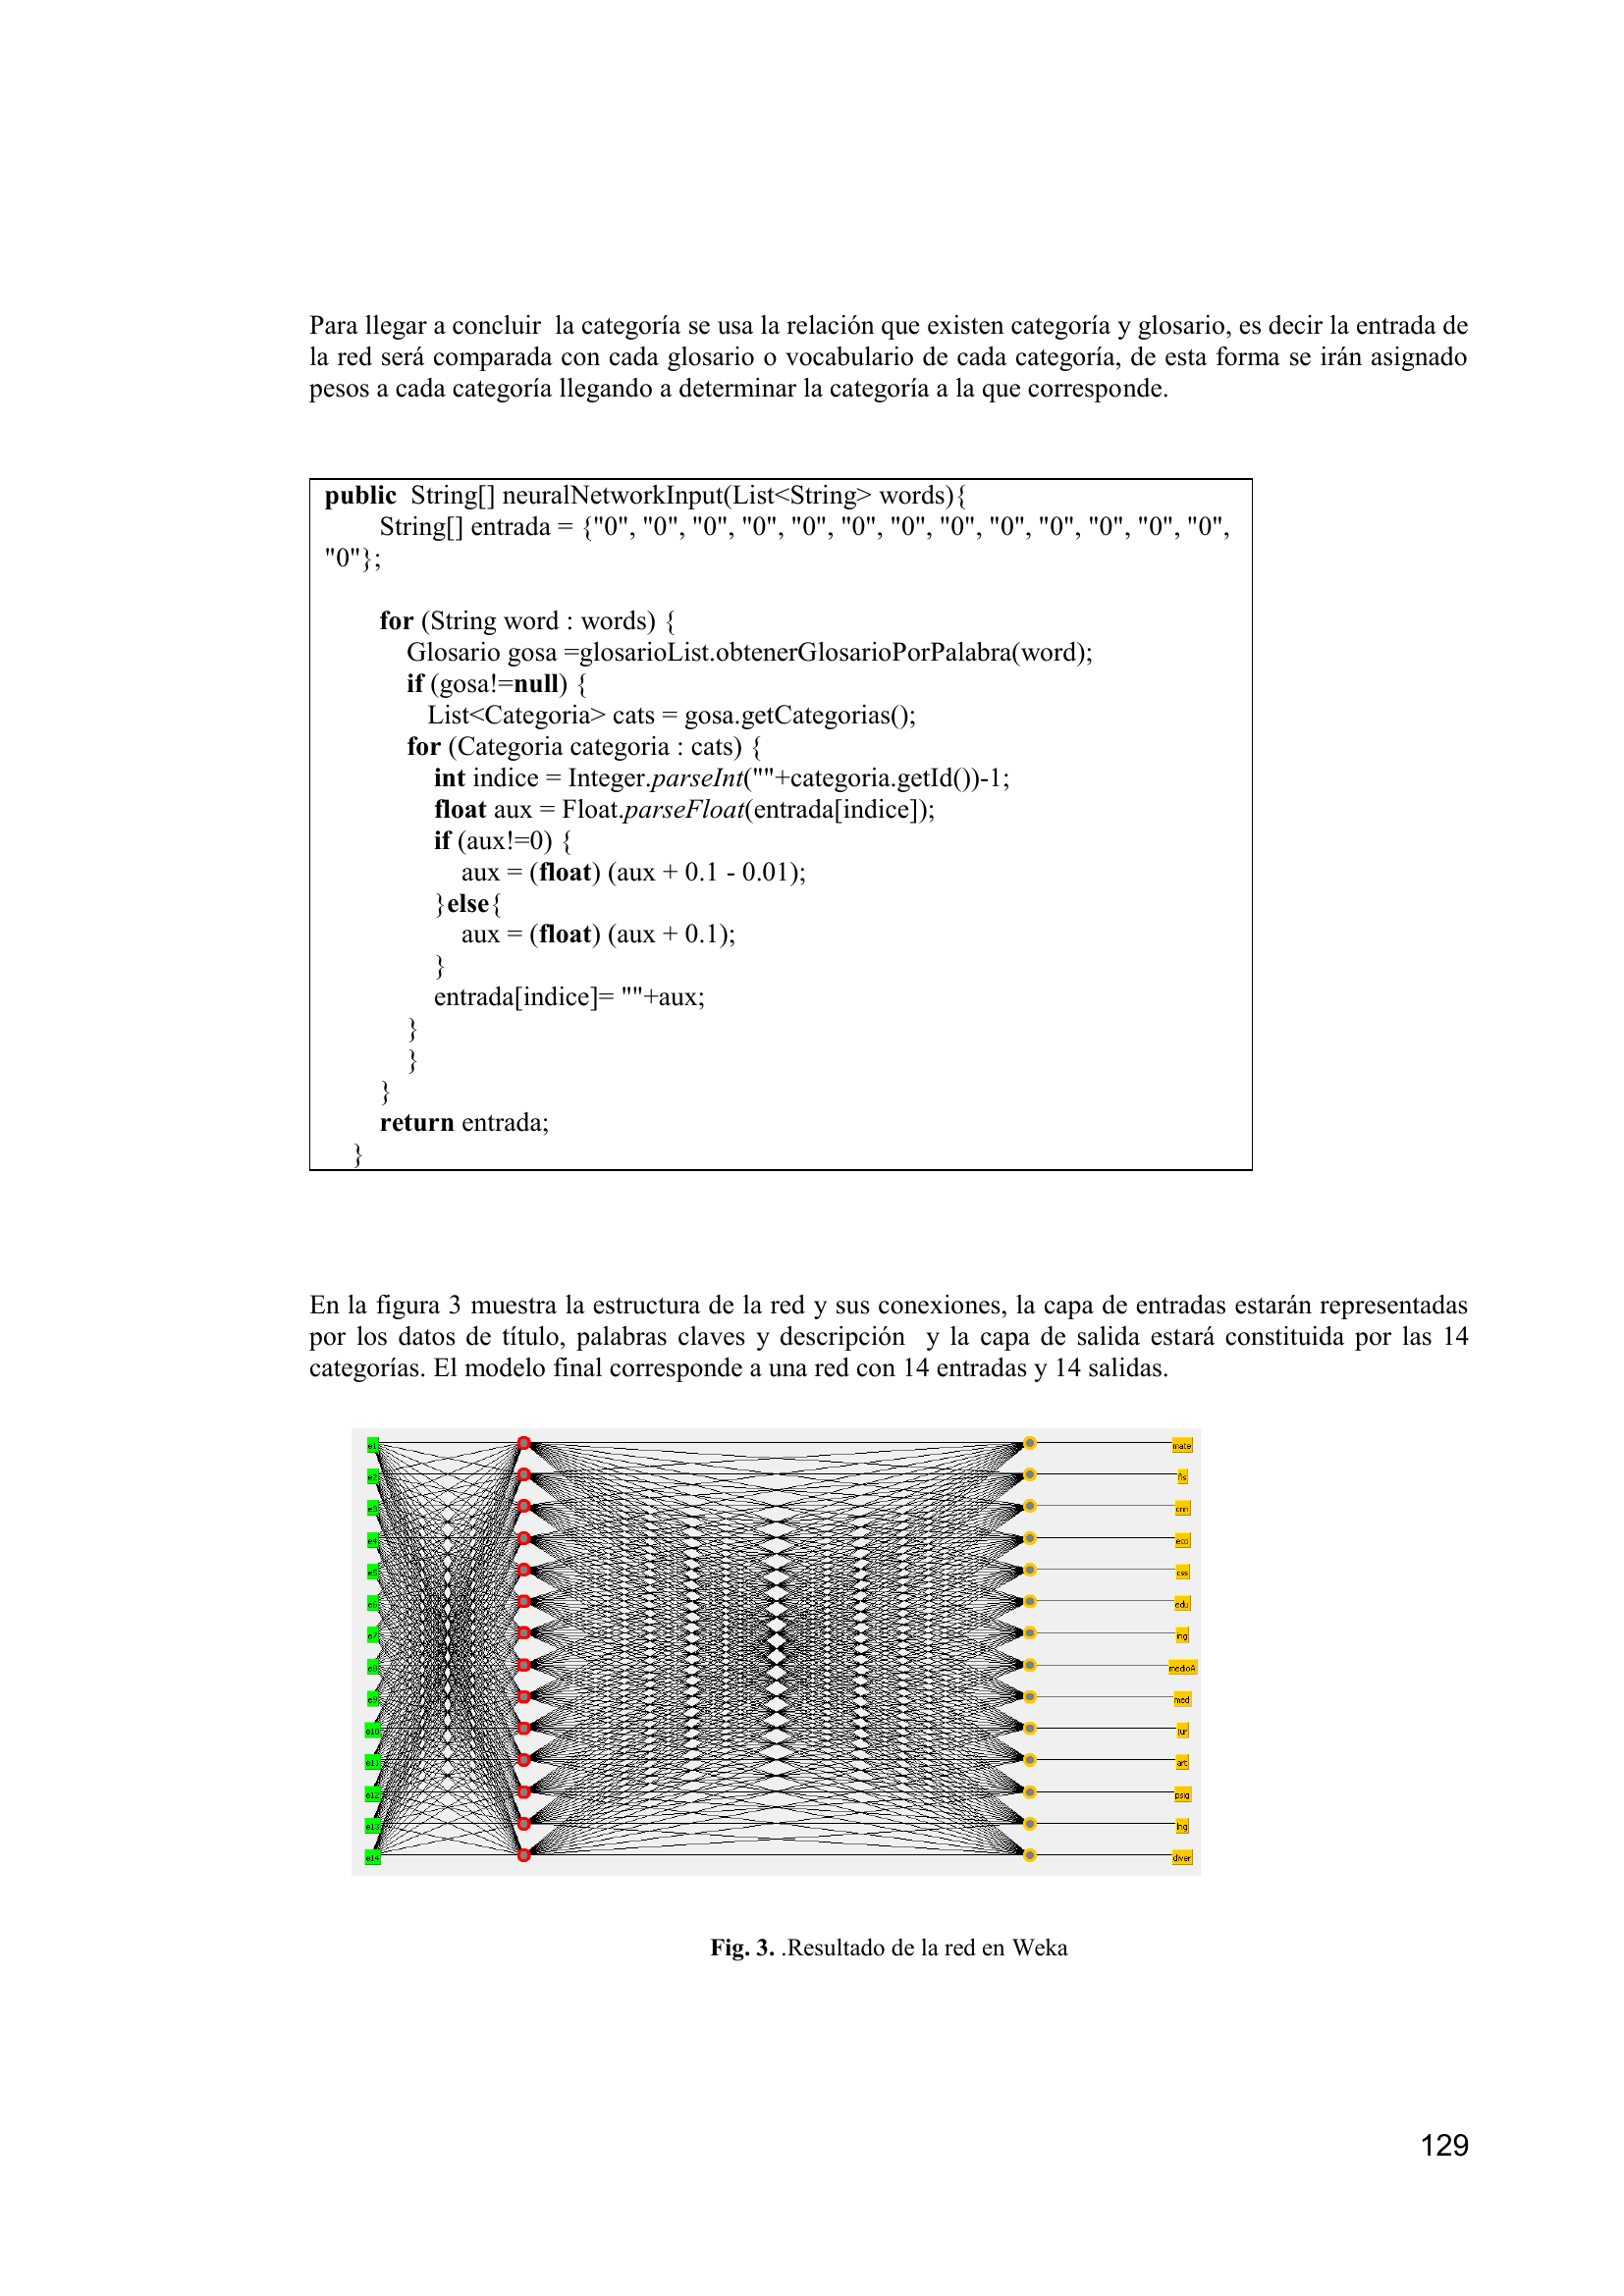 Para llegar a concluir  la categoría se usa la relación que existen categoría y glosario, es decir la entrada de
la red será comparada con cada glosario o vocabulario de cada categoría, de esta forma se irán asignado
pesos a cada categoría llegando a determinar la categoría a la que corresponde.
public  String[] neuralNetworkInput(List<String> words){
String[] entrada = {"0", "0", "0", "0", "0", "0", "0", "0", "0", "0", "0", "0", "0",
"0"};
for (String word : words) {
Glosario gosa =glosarioList.obtenerGlosarioPorPalabra(word);
if (gosa!=null) {
List<Categoria> cats = gosa.getCategorias();
for (Categoria categoria : cats) {
int indice = Integer.parseInt(""+categoria.getId())-1;
float aux = Float.parseFloat(entrada[indice]);
if (aux!=0) {
aux = (float) (aux + 0.1 - 0.01);
}else{
aux = (float) (aux + 0.1);
}
entrada[indice]= ""+aux;
}
}
}
return entrada;
}
En la figura 3 muestra la estructura de la red y sus conexiones, la capa de entradas estarán representadas
por los datos de título, palabras claves y descripción  y la capa de salida estará constituida por las 14
categorías. El modelo final corresponde a una red con 14 entradas y 14 salidas.
e1 mate
e2 fis
e3
e4 eco
e5 css
e6 edu
e7 ing
e8 medioA
e9 med
e10 jur
e11 art
e12 psig
e13
e14 diver
Fig. 3. .Resultado de la red en Weka
129